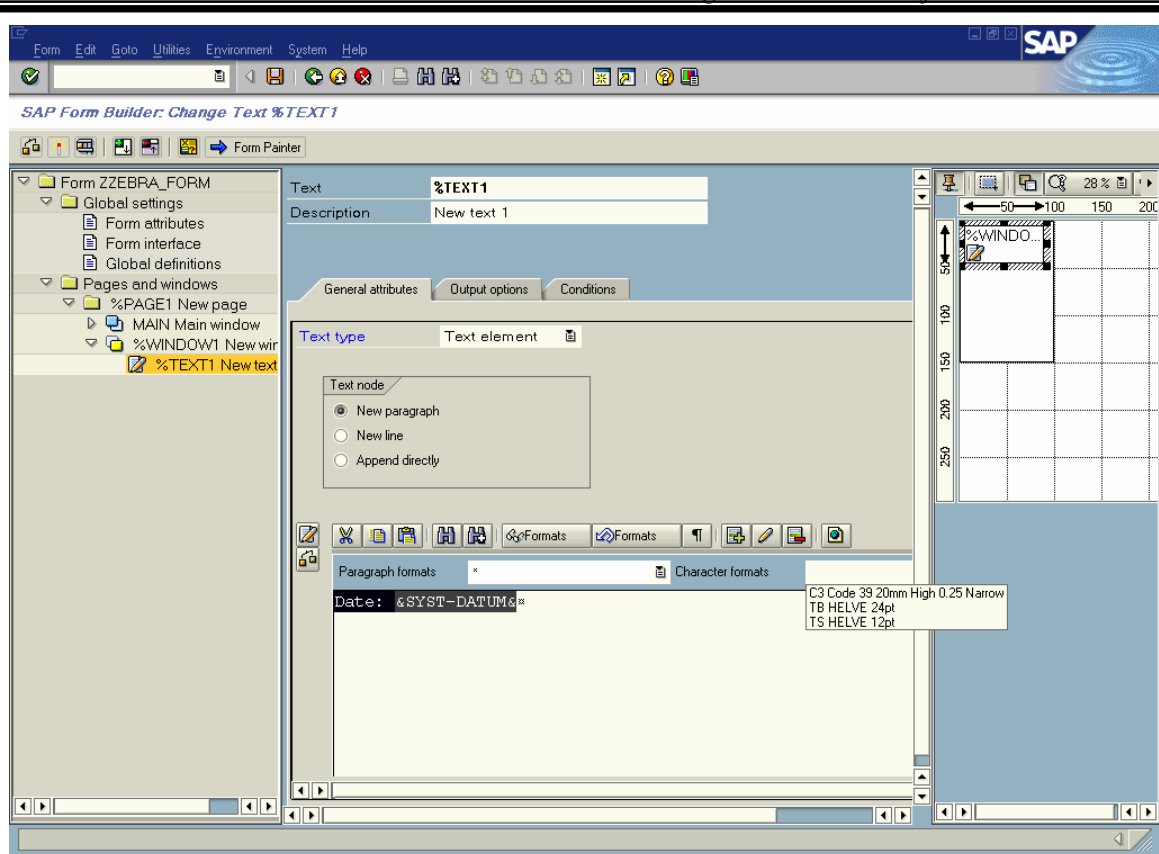 Form Edit Goto Utilities Environment System Help
SAP
SAP Form Builder: Change Text %TEXT1
Form Painter
Form ZZEBRA_FORM
Global settings
Form attributes
Form interface
Global definitions
Pages and windows
%PAGE1 New page
MAIN Main window
%WINDOW1 New wir
%TEXT1 New text
Text %TEXT1
Description New text 1
General attributes Output options Conditions
Text type Text element
Text node
New paragraph
New line
Append directly
Formats Formats ¶
Paragraph formats * Character formats
Date: &SYST-DATUM&¤
C3 Code 39 20mm High 0.25 Narrow
TB HELVE 24pt
TS HELVE 12pt
28 %
50 100 150 200
%WINDO...
50
100
150
200
250